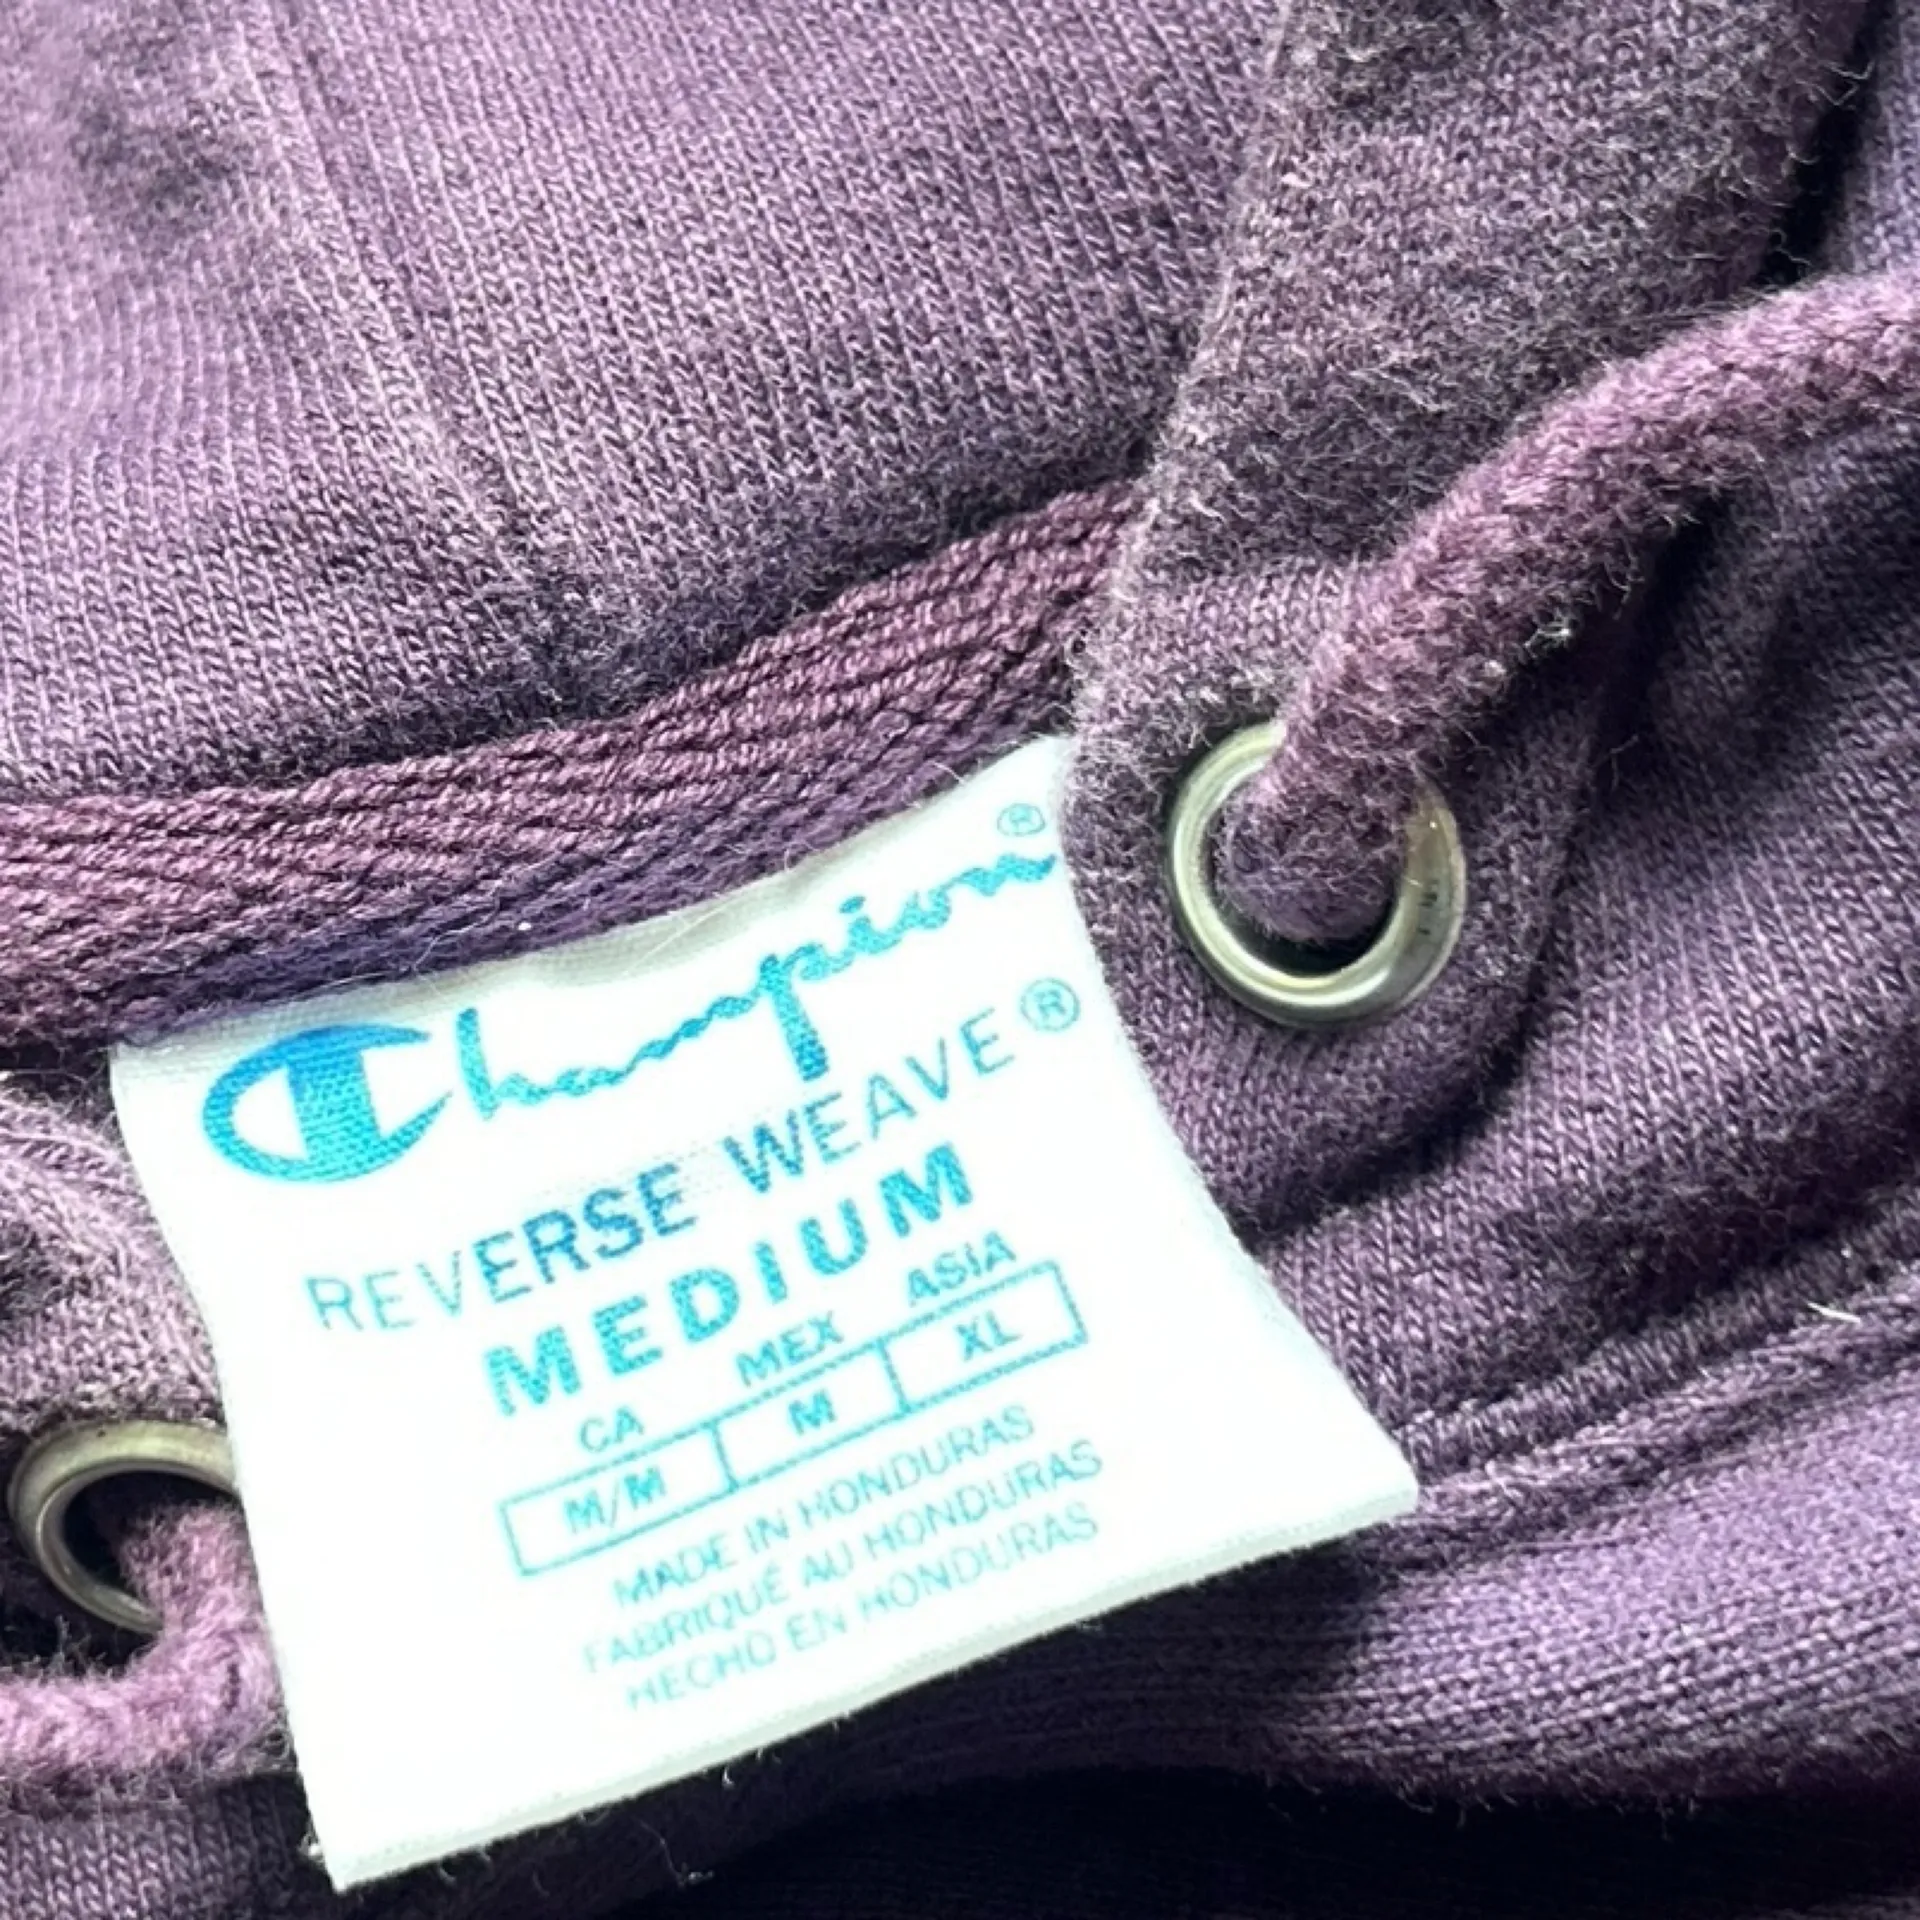 Champion®
REVERSE WEAVE®
MEDIUM
CA MEX ASIA
M/M M XL
MADE IN HONDURAS
FABRIQUÉ AU HONDURAS
HECHO EN HONDURAS